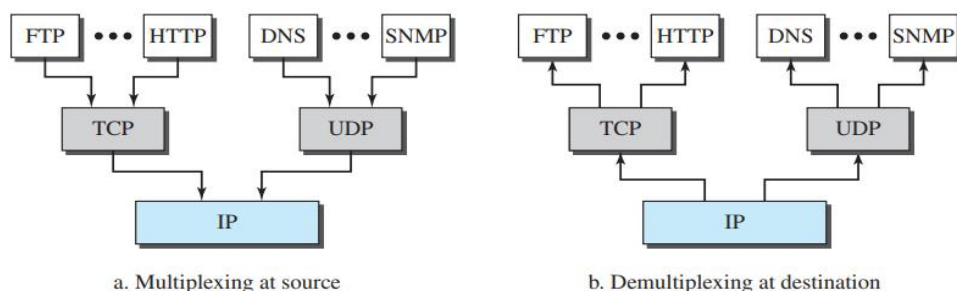 FTP ••• HTTP DNS ••• SNMP FTP ••• HTTP DNS ••• SNMP
TCP UDP TCP UDP
IP IP
a. Multiplexing at source b. Demultiplexing at destination